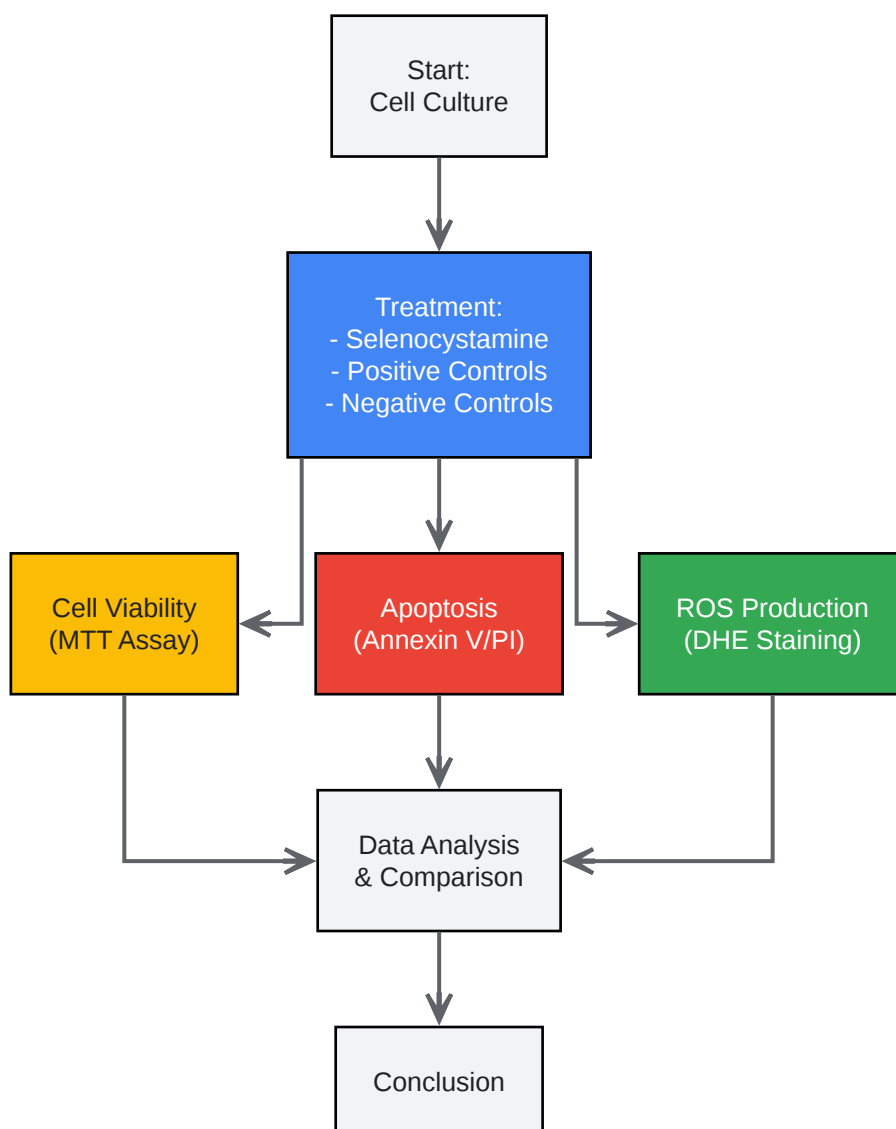 Start:
Cell Culture
Treatment:
- Selenocystamine
- Positive Controls
- Negative Controls
Cell Viability
(MTT Assay)
Apoptosis
(Annexin V/PI)
ROS Production
(DHE Staining)
Data Analysis
& Comparison
Conclusion